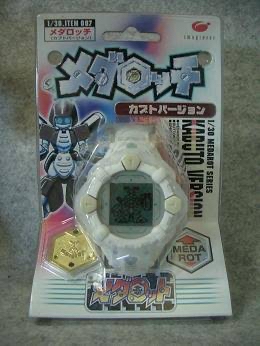 1/30.ITEM 007
メダロッチ
(カブトバージョン)
imagineer
メダロッチ
カブトバージョン
1/30 MEDAROT SERIES
KABUTO VERSION
MEDA
ROT
メダロット